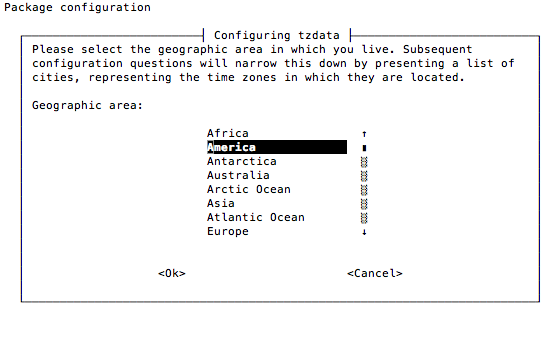 Package configuration
Configuring tzdata
Please select the geographic area in which you live. Subsequent
configuration questions will narrow this down by presenting a list of
cities, representing the time zones in which they are located.
Geographic area:
Africa
America
Antarctica
Australia
Arctic Ocean
Asia
Atlantic Ocean
Europe
<Ok> <Cancel>